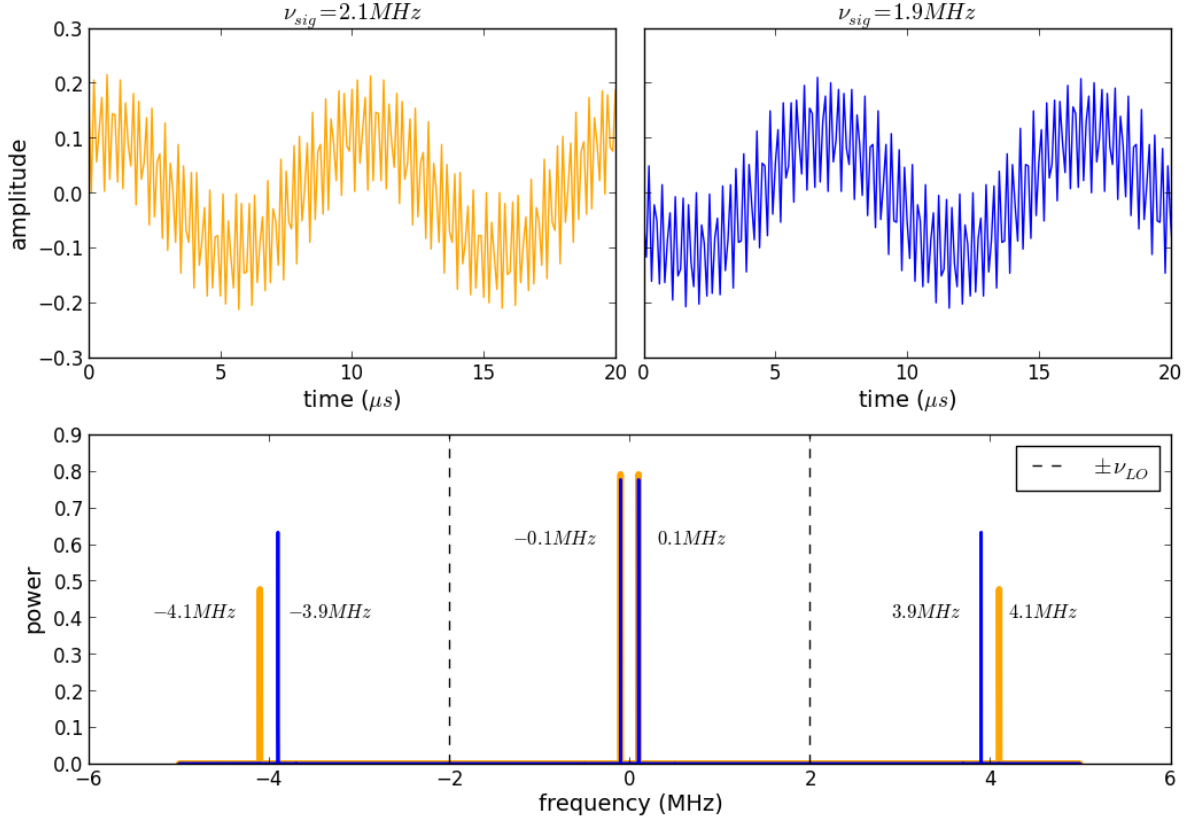 ν_sig=2.1MHz
ν_sig=1.9MHz
0.3
0.2
0.1
0.0
−0.1
−0.2
−0.3
amplitude
0 5 10 15 20
0 5 10 15 20
time (μs)
time (μs)
0.9
0.8
0.7
0.6
0.5
0.4
0.3
0.2
0.1
0.0
power
±ν_LO
−0.1MHz 0.1MHz
−4.1MHz −3.9MHz 3.9MHz 4.1MHz
−6 −4 −2 0 2 4 6
frequency (MHz)